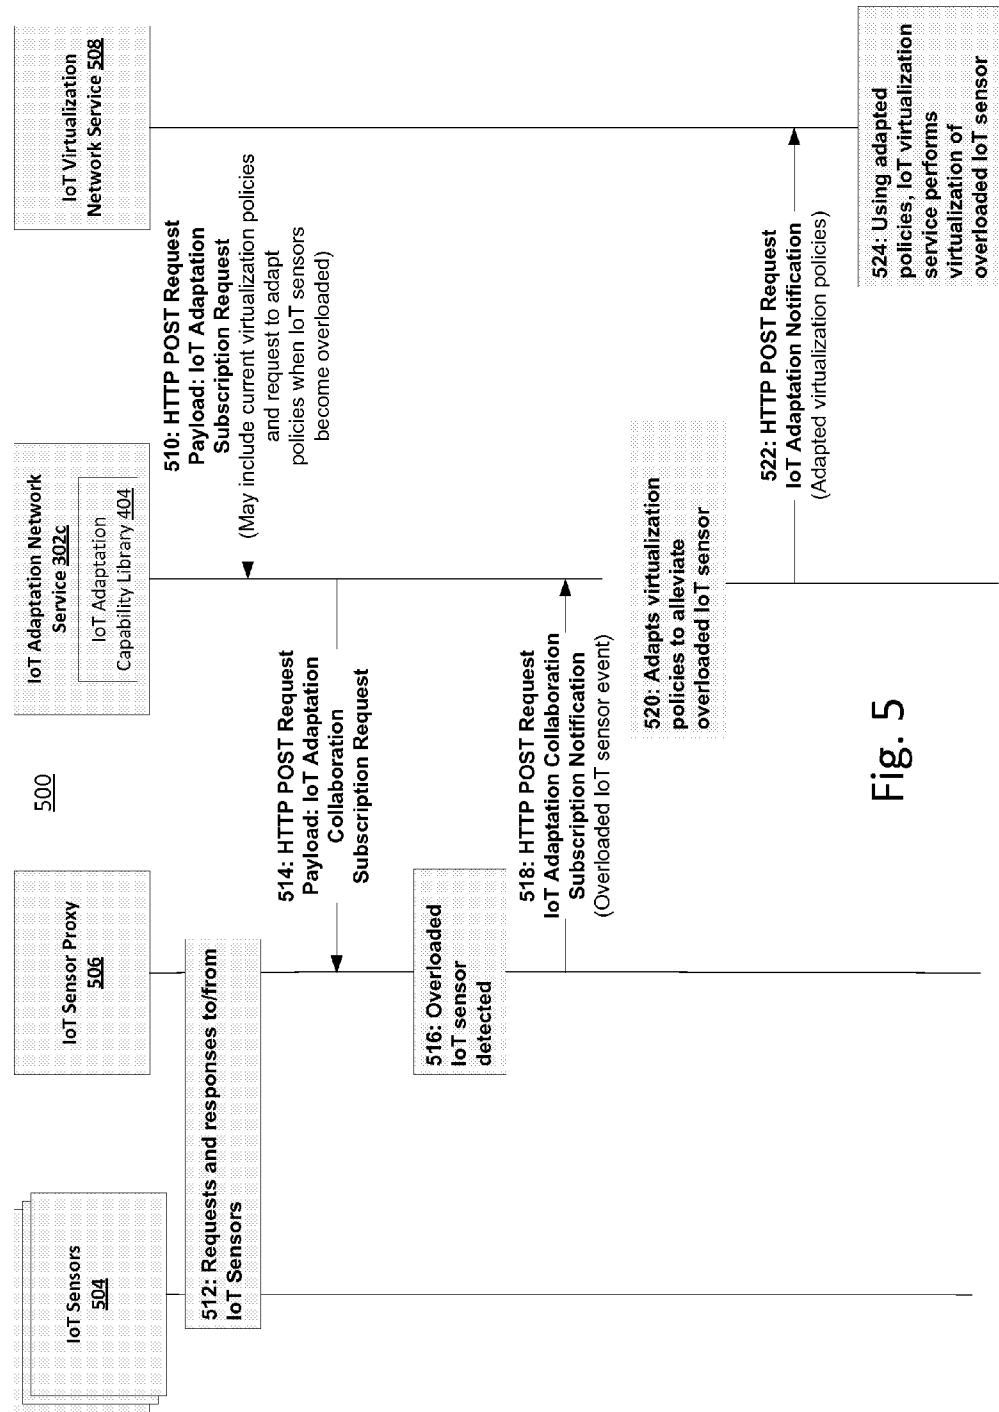 500
IoT Sensors
504
IoT Sensor Proxy
506
IoT Adaptation Network
Service 302c
IoT Adaptation
Capability Library 404
IoT Virtualization
Network Service 508
510: HTTP POST Request
Payload: IoT Adaptation
Subscription Request
(May include current virtualization policies
and request to adapt
policies when IoT sensors
become overloaded)
512: Requests and responses to/from
IoT Sensors
514: HTTP POST Request
Payload: IoT Adaptation
Collaboration
Subscription Request
516: Overloaded
IoT sensor
detected
518: HTTP POST Request
IoT Adaptation Collaboration
Subscription Notification
(Overloaded IoT sensor event)
520: Adapts virtualization
policies to alleviate
overloaded IoT sensor
522: HTTP POST Request
IoT Adaptation Notification
(Adapted virtualization policies)
524: Using adapted
policies, IoT virtualization
service performs
virtualization of
overloaded IoT sensor
Fig. 5